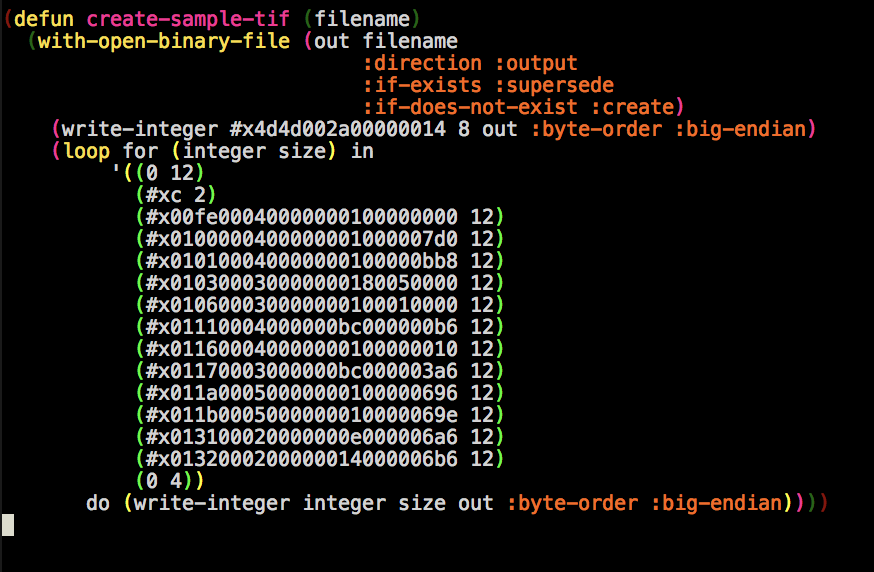 (defun create-sample-tif (filename)
(with-open-binary-file (out filename
:direction :output
:if-exists :supersede
:if-does-not-exist :create)
(write-integer #x4d4d002a00000014 8 out :byte-order :big-endian)
(loop for (integer size) in
'((0 12)
(#xc 2)
(#x00fe00040000000100000000 12)
(#x0100000400000001000007d0 12)
(#x010100040000000100000bb8 12)
(#x010300030000000180050000 12)
(#x010600030000000100010000 12)
(#x01110004000000bc000000b6 12)
(#x011600040000000100000010 12)
(#x01170003000000bc000003a6 12)
(#x011a00050000000100000696 12)
(#x011b0005000000010000069e 12)
(#x013100020000000e000006a6 12)
(#x0132000200000014000006b6 12)
(0 4))
do (write-integer integer size out :byte-order :big-endian))))